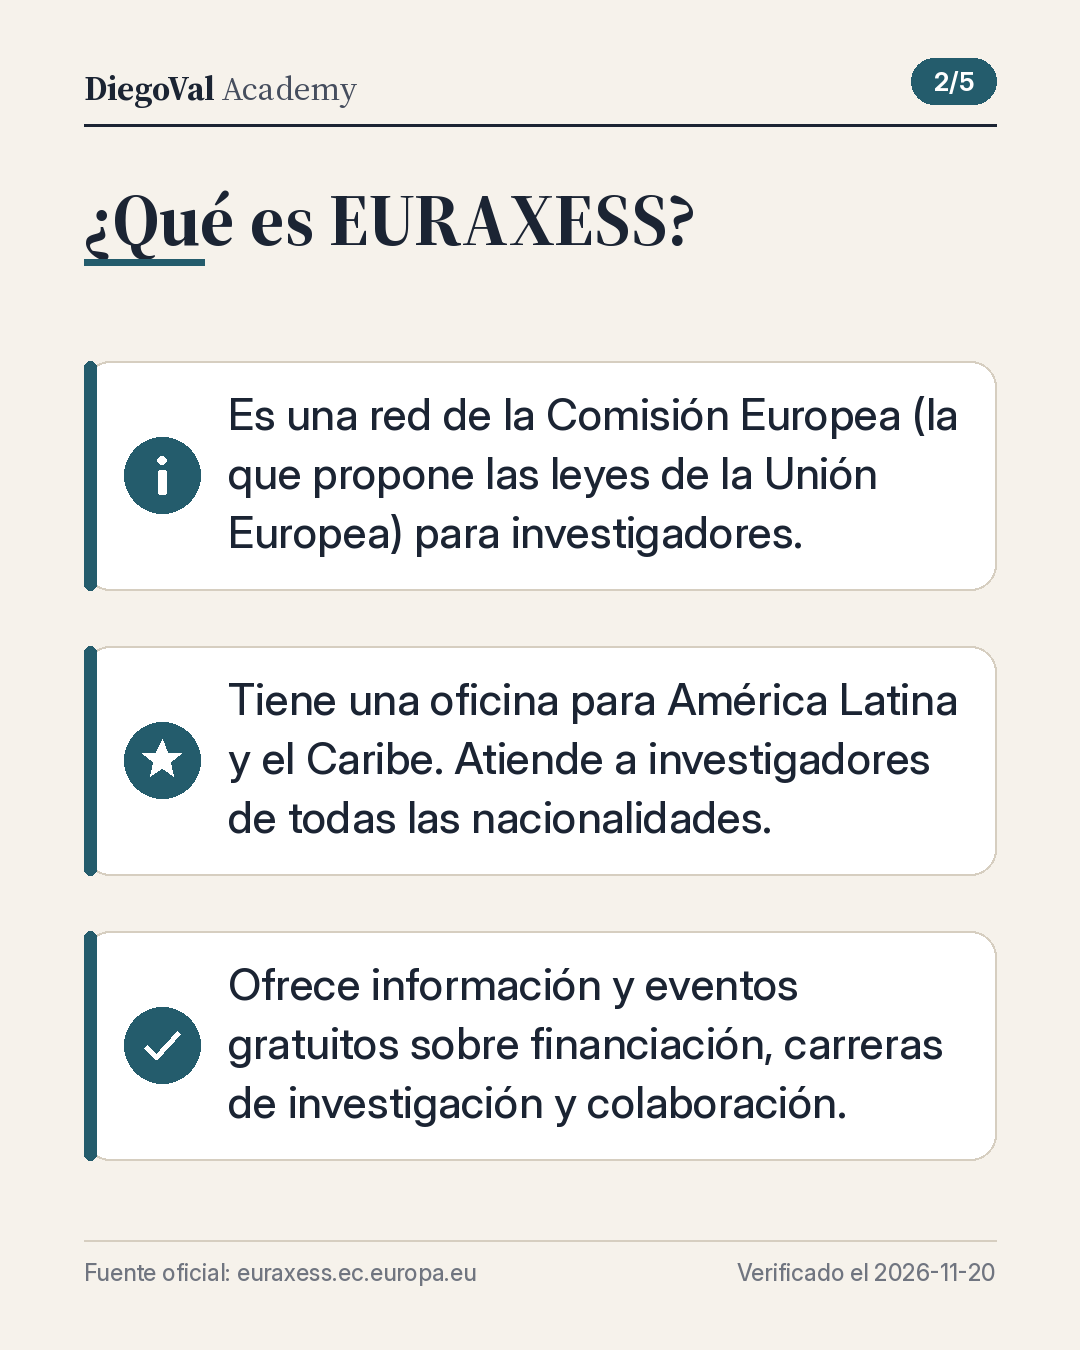 DiegoVal Academy
2/5
¿Qué es EURAXESS?
Es una red de la Comisión Europea (la
que propone las leyes de la Unión
Europea) para investigadores.
Tiene una oficina para América Latina
y el Caribe. Atiende a investigadores
de todas las nacionalidades.
Ofrece información y eventos
gratuitos sobre financiación, carreras
de investigación y colaboración.
Fuente oficial: euraxess.ec.europa.eu
Verificado el 2026-11-20